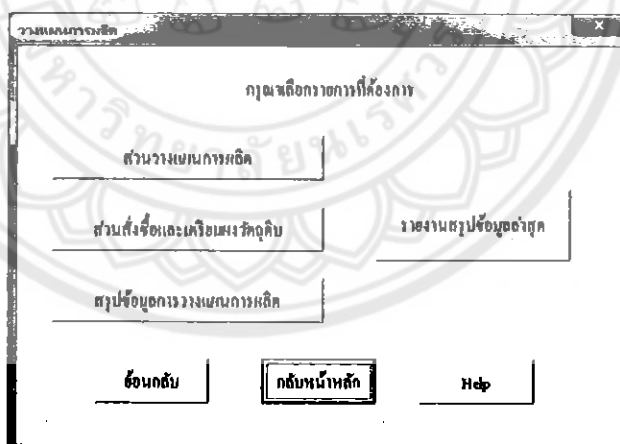 วางแผนการผลิต
x
กรุณาเลือกรายการที่ต้องการ
ส่วนวางแผนการผลิต
ส่วนสั่งซื้อและเตรียมผงวัตถุดิบ
รายงานสรุปข้อมูลล่าสุด
สรุปข้อมูลการวางแผนการผลิต
ย้อนกลับ
กลับหน้าหลัก
Help